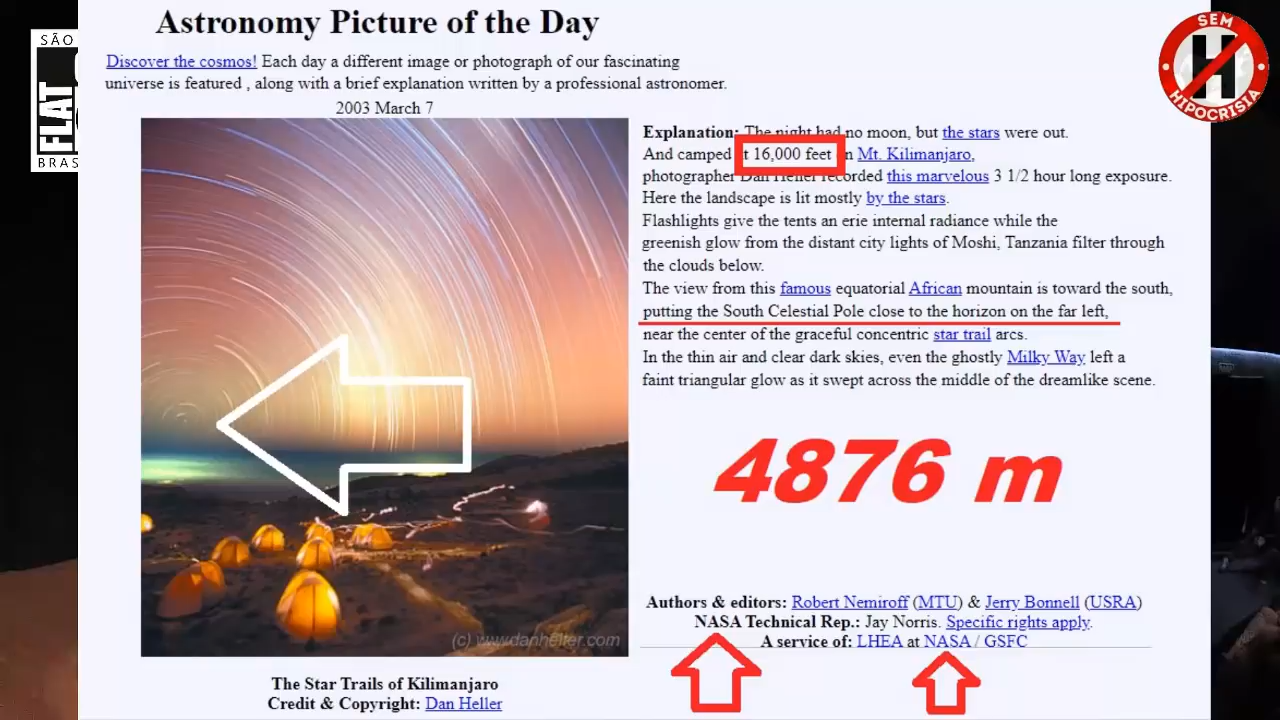 Astronomy Picture of the Day
SÃO
FLAT
BRAS
SEM
H
HIPOCRISIA
Discover the cosmos! Each day a different image or photograph of our fascinating
universe is featured , along with a brief explanation written by a professional astronomer.
2003 March 7
Explanation: The night had no moon, but the stars were out.
And camped 16,000 feet on Mt. Kilimanjaro,
photographer Dan Heller recorded this marvelous 3 1/2 hour long exposure.
Here the landscape is lit mostly by the stars.
Flashlights give the tents an erie internal radiance while the
greenish glow from the distant city lights of Moshi, Tanzania filter through
the clouds below.
The view from this famous equatorial African mountain is toward the south,
putting the South Celestial Pole close to the horizon on the far left,
near the center of the graceful concentric star trail arcs.
In the thin air and clear dark skies, even the ghostly Milky Way left a
faint triangular glow as it swept across the middle of the dreamlike scene.
4876 m
Authors & editors: Robert Nemiroff (MTU) & Jerry Bonnell (USRA)
NASA Technical Rep.: Jay Norris. Specific rights apply.
A service of: LHEA at NASA / GSFC
(c) www.danheller.com
The Star Trails of Kilimanjaro
Credit & Copyright: Dan Heller